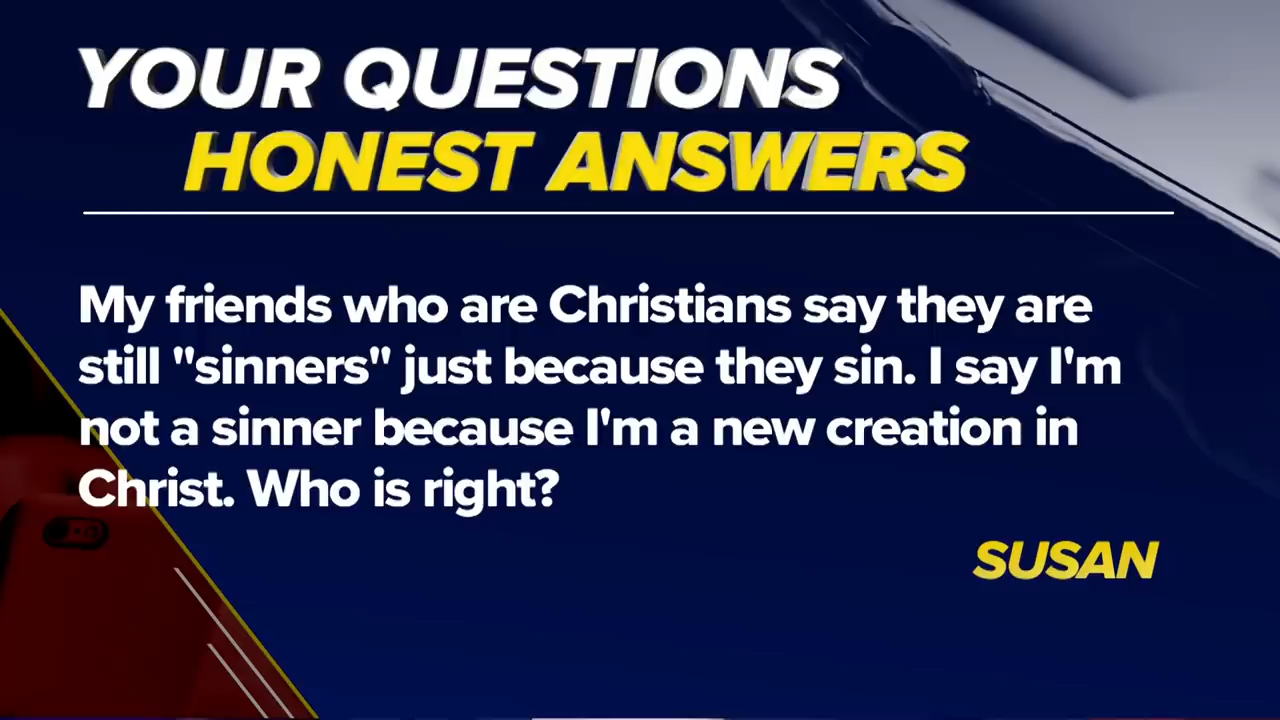 YOUR QUESTIONS
HONEST ANSWERS
My friends who are Christians say they are
still "sinners" just because they sin. I say I'm
not a sinner because I'm a new creation in
Christ. Who is right?
SUSAN